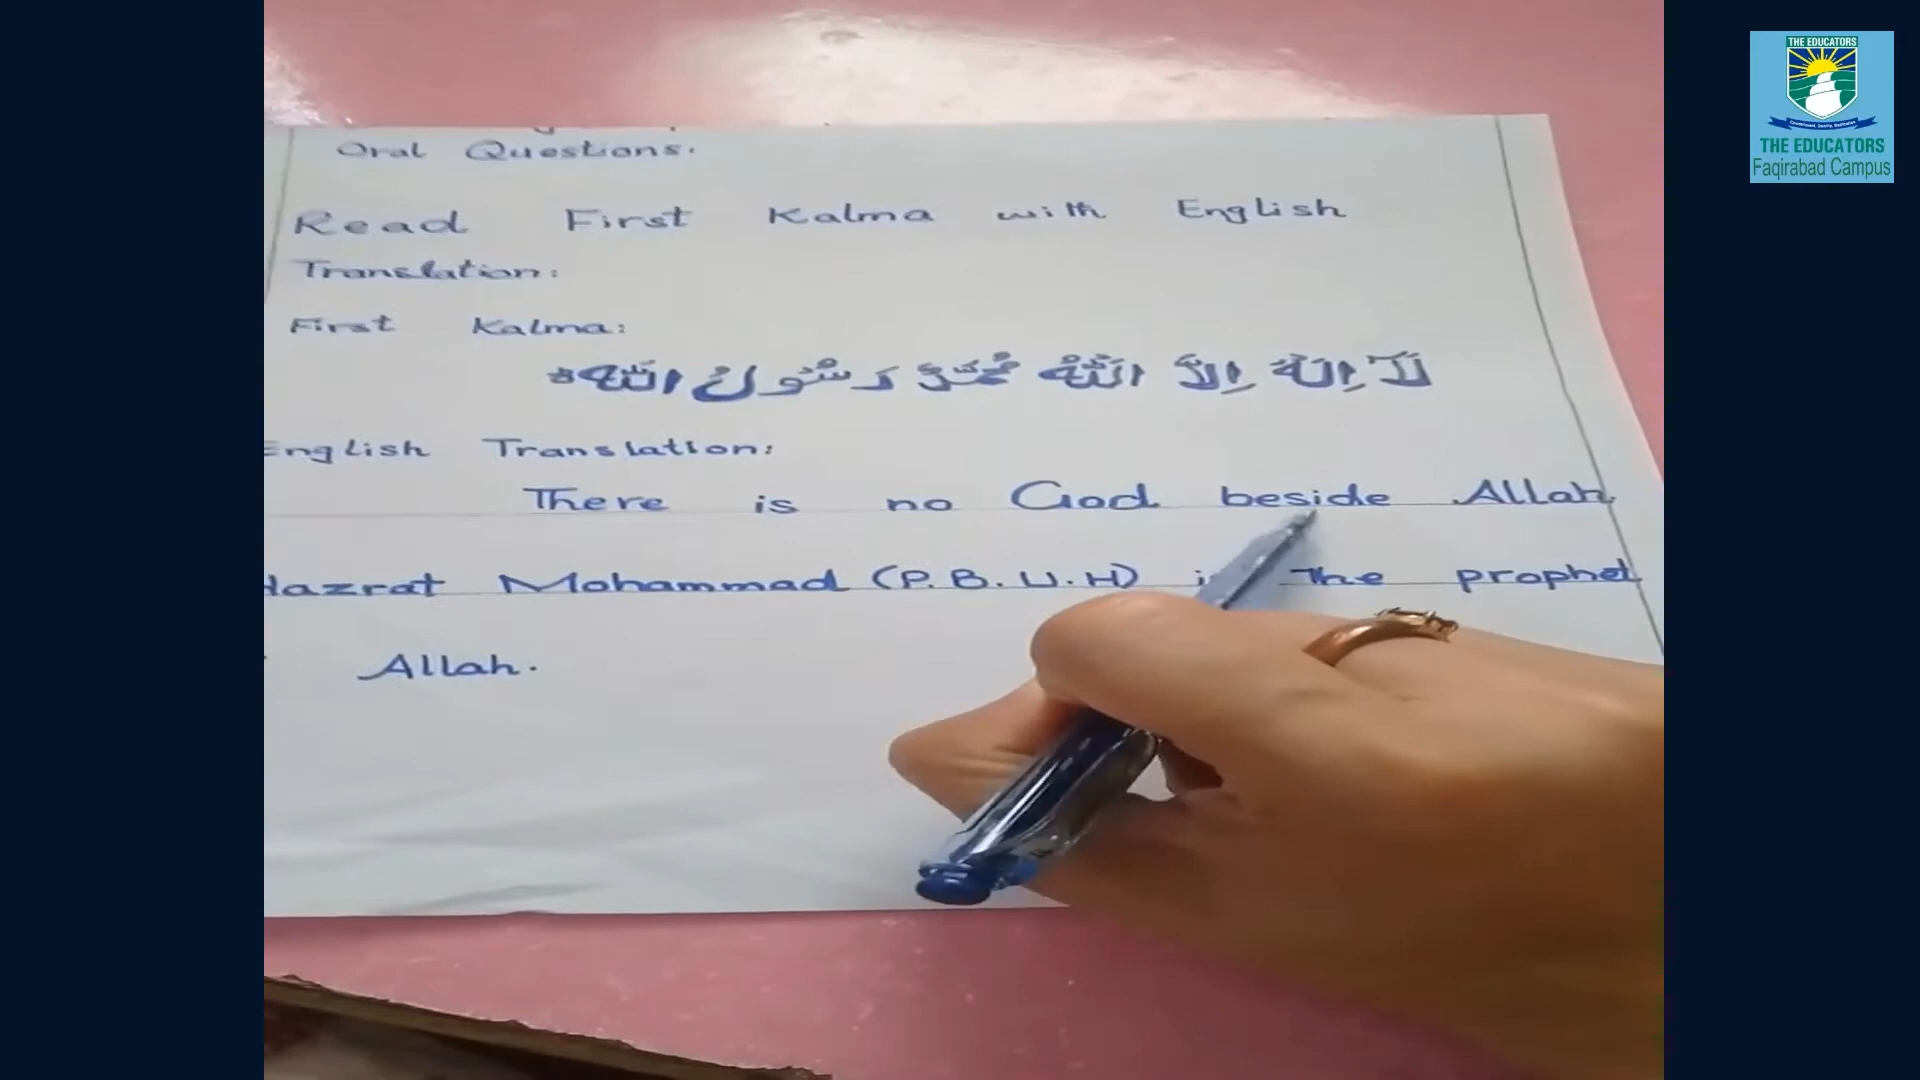 Oral Questions.
Read First Kalma with English
Translation:
First Kalma:
لَآ اِلٰهَ اِلَّا اللّٰهُ مُحَمَّدٌ رَسُوْلُ اللّٰهِؕ
English Translation:
There is no God beside Allah
Hazrat Mohammad (P.B.U.H) is the prophet
Allah.
THE EDUCATORS
THE EDUCATORS
Faqirabad Campus